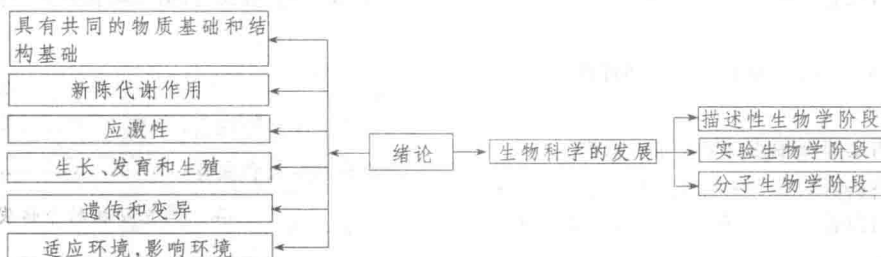 具有共同的物质基础和结
构基础
新陈代谢作用
应激性
生长、发育和生殖
遗传和变异
适应环境,影响环境
绪论
生物科学的发展
描述性生物学阶段
实验生物学阶段
分子生物学阶段